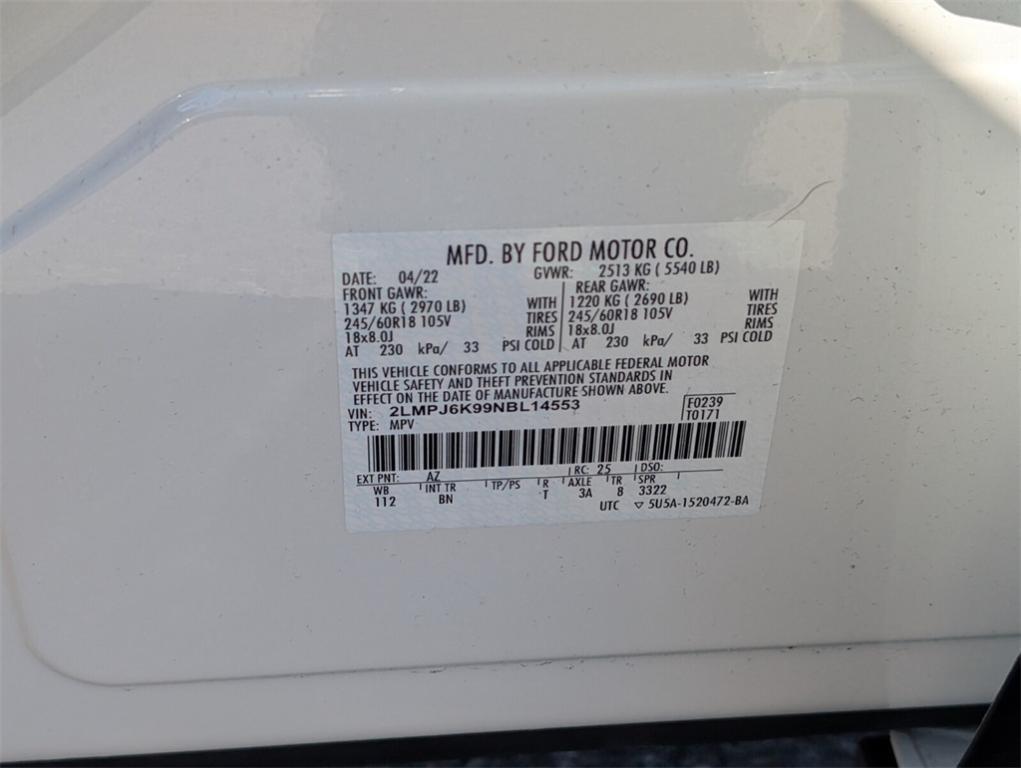 MFD. BY FORD MOTOR CO.
DATE: 04/22 GVWR: 2513 KG ( 5540 LB)
FRONT GAWR: REAR GAWR:
1347 KG ( 2970 LB) WITH 1220 KG ( 2690 LB) WITH
245/60R18 105V TIRES 245/60R18 105V TIRES
18x8.0J RIMS 18x8.0J RIMS
AT 230 kPa/ 33 PSI COLD AT 230 kPa/ 33 PSI COLD
THIS VEHICLE CONFORMS TO ALL APPLICABLE FEDERAL MOTOR
VEHICLE SAFETY AND THEFT PREVENTION STANDARDS IN
EFFECT ON THE DATE OF MANUFACTURE SHOWN ABOVE.
VIN: 2LMPJ6K99NBL14553 F0239
TYPE: MPV T0171
EXT PNT: AZ RC: 25 DSO:
WB INT TR TP/PS R AXLE TR SPR
112 BN T 3A 8 3322
UTC ▽ 5U5A-1520472-BA